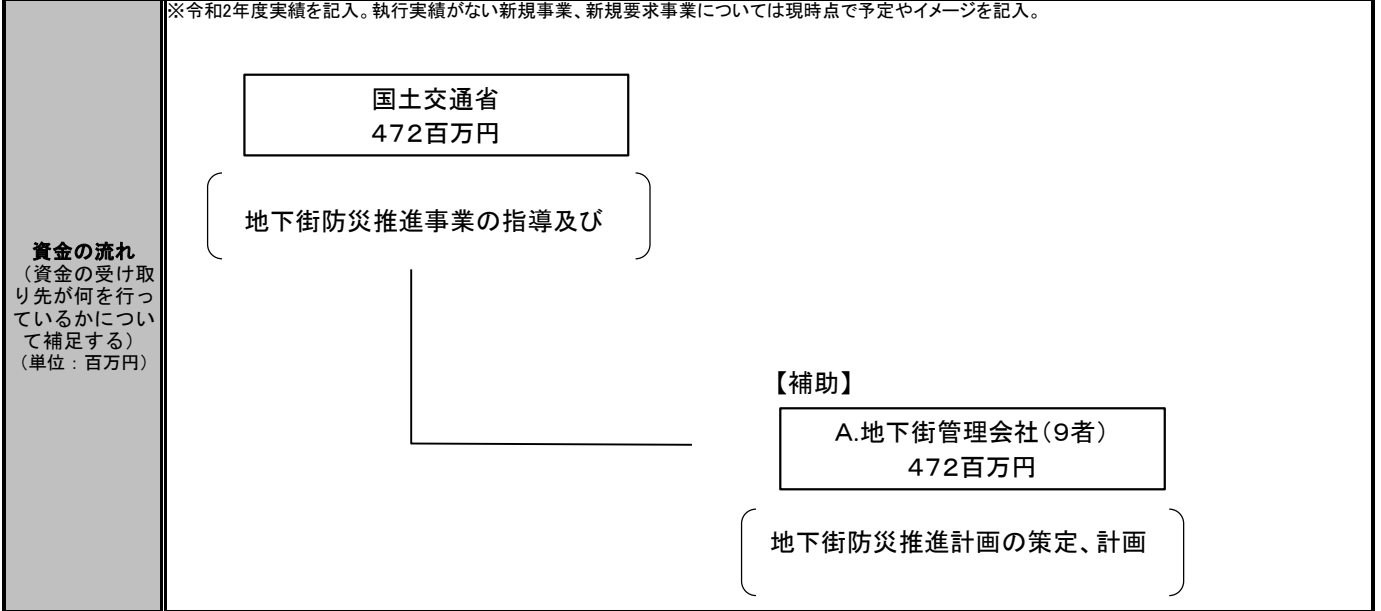 ※令和2年度実績を記入。執行実績がない新規事業、新規要求事業については現時点で予定やイメージを記入。
国土交通省
472百万円
地下街防災推進事業の指導及び
資金の流れ
（資金の受け取
り先が何を行っ
ているかについ
て補足する）
（単位：百万円）
【補助】
A.地下街管理会社（9者）
472百万円
地下街防災推進計画の策定、計画